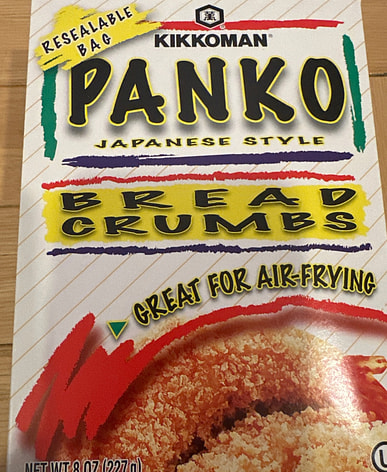 RESEALABLE
BAG
KIKKOMAN®
PANKO
JAPANESE STYLE
BREAD
CRUMBS
GREAT FOR AIR-FRYING
NET WT 8 OZ (227 g)